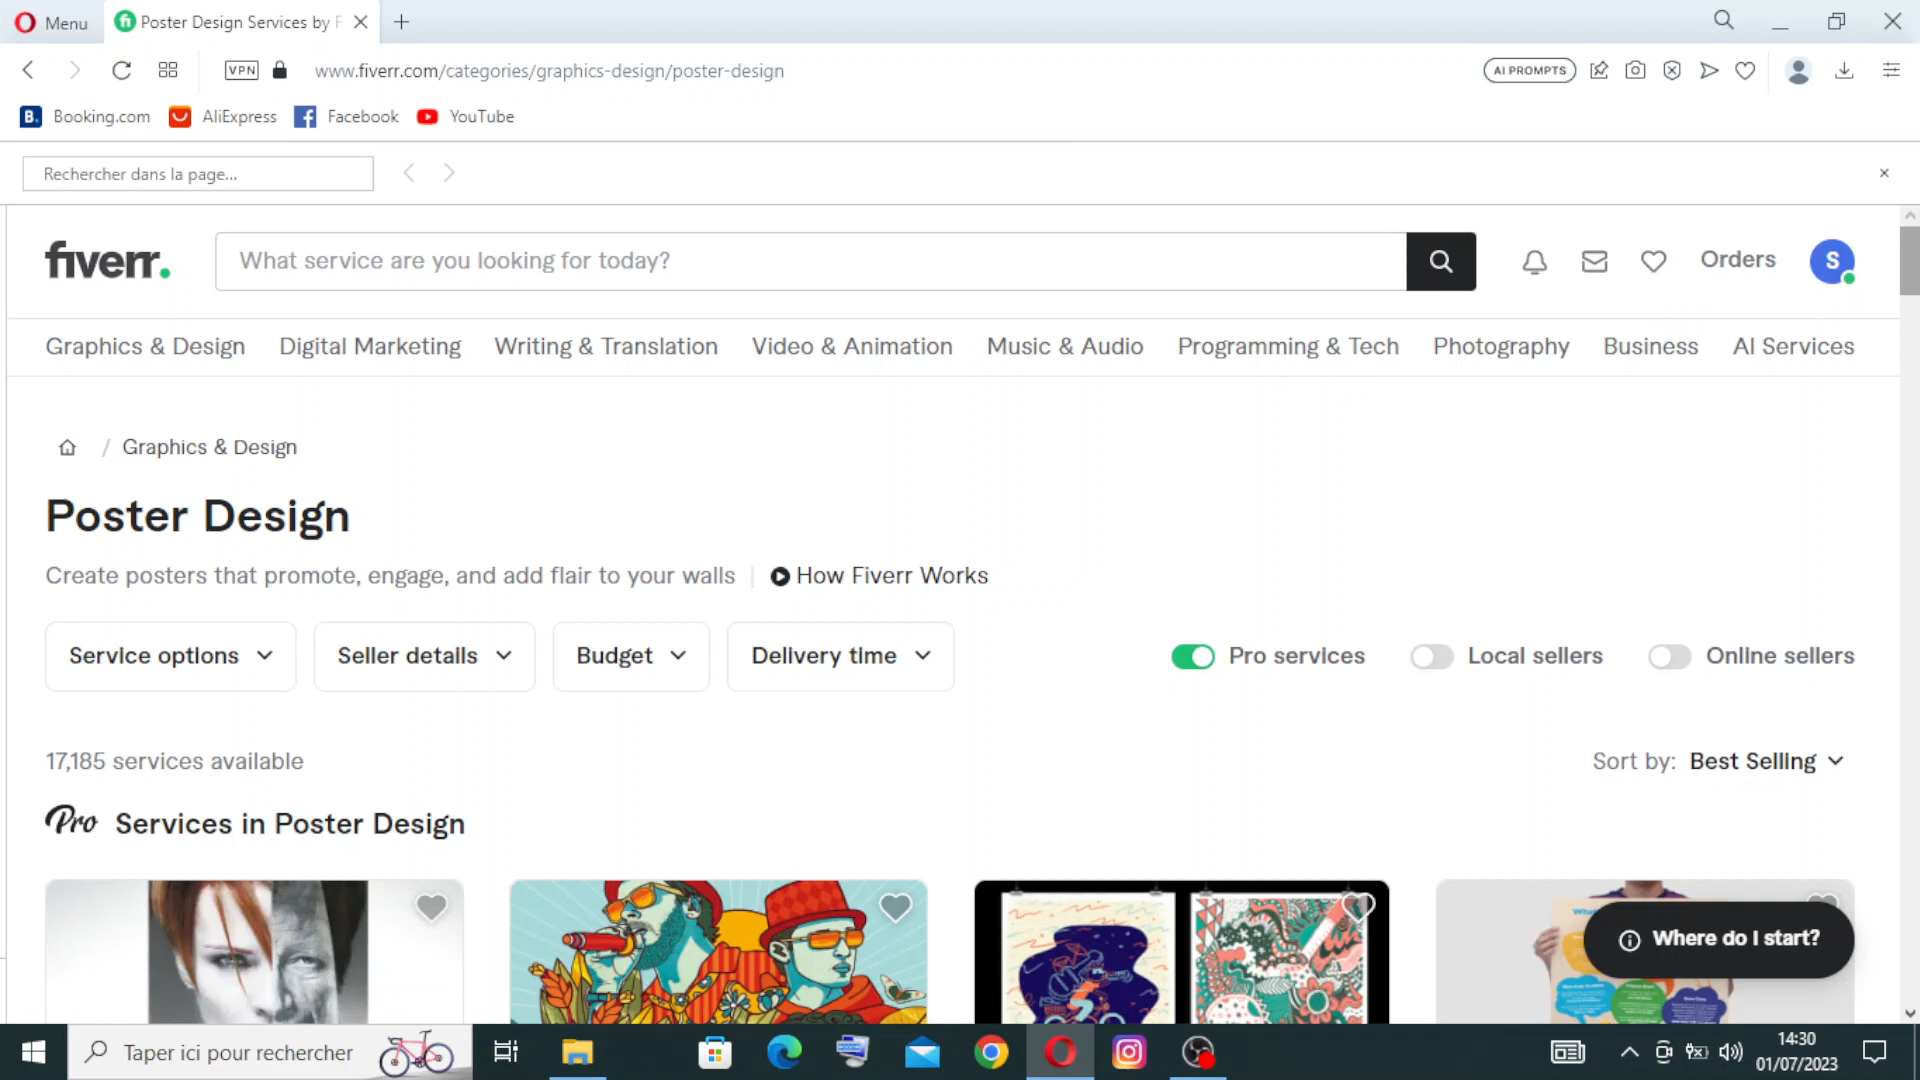 Menu
Poster Design Services by F
VPN
www.fiverr.com/categories/graphics-design/poster-design
AI PROMPTS
B. Booking.com
AliExpress
Facebook
YouTube
Rechercher dans la page...
fiverr.
What service are you looking for today?
Orders
S
Graphics & Design
Digital Marketing
Writing & Translation
Video & Animation
Music & Audio
Programming & Tech
Photography
Business
AI Services
/ Graphics & Design
Poster Design
Create posters that promote, engage, and add flair to your walls
How Fiverr Works
Service options
Seller details
Budget
Delivery time
Pro services
Local sellers
Online sellers
17,185 services available
Sort by: Best Selling
Pro Services in Poster Design
Where do I start?
Taper ici pour rechercher
14:30
01/07/2023